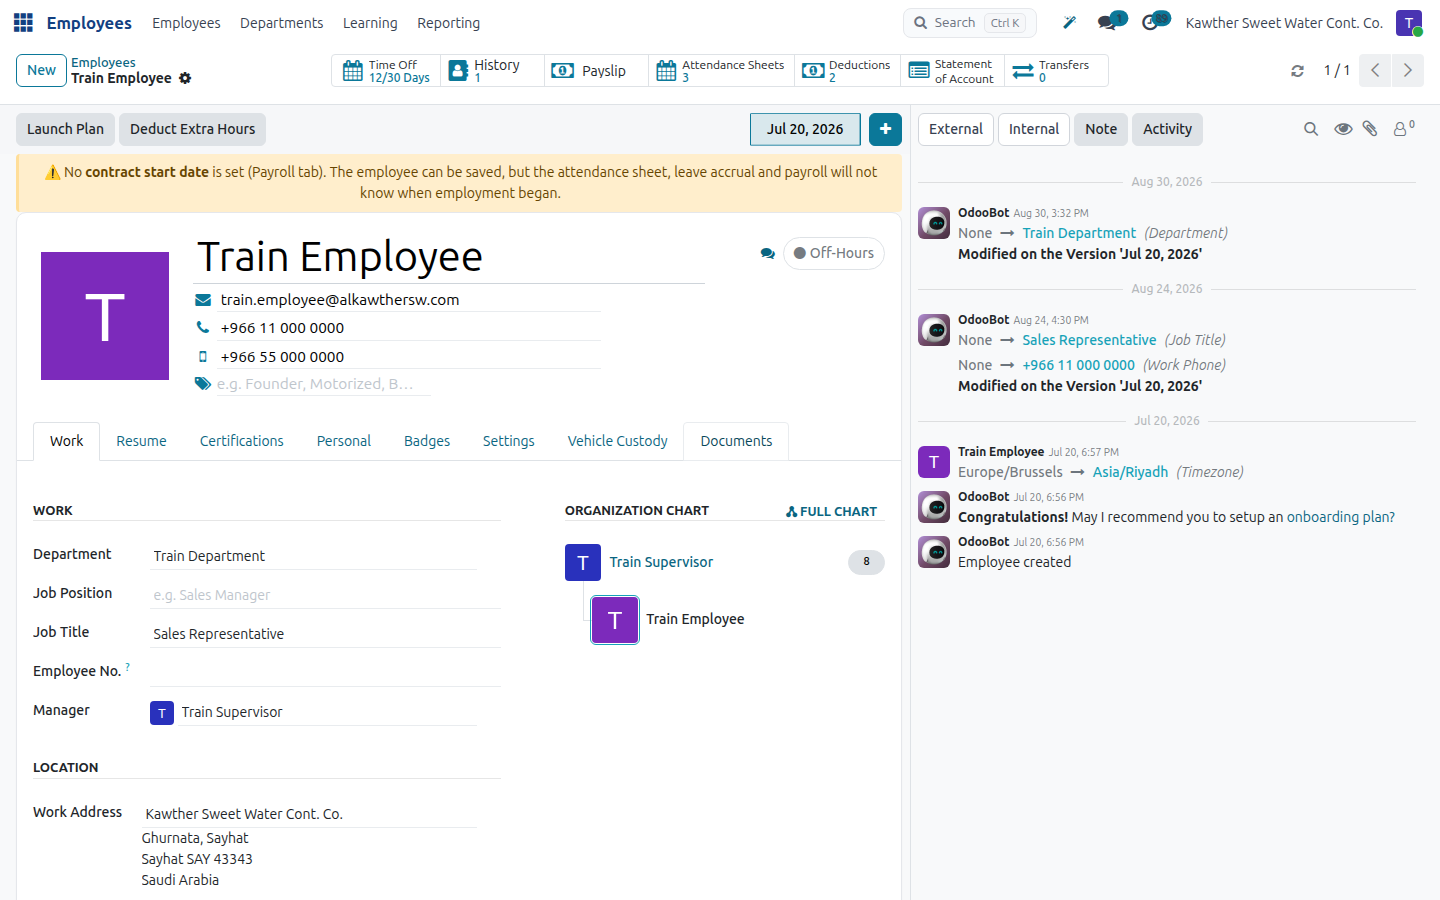 Employees
Employees
Departments
Learning
Reporting
Search
Ctrl K
1
Kawther Sweet Water Cont. Co.
T
New
Employees
Train Employee
Time Off
12/30 Days
History
1
Payslip
Attendance Sheets
3
Deductions
2
Statement
of Account
Transfers
0
1 / 1
Launch Plan
Deduct Extra Hours
Jul 20, 2026
+
External
Internal
Note
Activity
0
⚠ No contract start date is set (Payroll tab). The employee can be saved, but the attendance sheet, leave accrual and payroll will not
know when employment began.
T
Train Employee
Off-Hours
train.employee@alkawthersw.com
+966 11 000 0000
+966 55 000 0000
e.g. Founder, Motorized, B...
Work
Resume
Certifications
Personal
Badges
Settings
Vehicle Custody
Documents
WORK
Department
Train Department
Job Position
e.g. Sales Manager
Job Title
Sales Representative
Employee No. ?
Manager
T
Train Supervisor
LOCATION
Work Address
Kawther Sweet Water Cont. Co.
Ghurnata, Sayhat
Sayhat SAY 43343
Saudi Arabia
ORGANIZATION CHART
FULL CHART
T
Train Supervisor
8
T
Train Employee
Aug 30, 2026
OdooBot Aug 30, 3:32 PM
None → Train Department (Department)
Modified on the Version 'Jul 20, 2026'
Aug 24, 2026
OdooBot Aug 24, 4:30 PM
None → Sales Representative (Job Title)
None → +966 11 000 0000 (Work Phone)
Modified on the Version 'Jul 20, 2026'
Jul 20, 2026
T
Train Employee Jul 20, 6:57 PM
Europe/Brussels → Asia/Riyadh (Timezone)
OdooBot Jul 20, 6:56 PM
Congratulations! May I recommend you to setup an onboarding plan?
OdooBot Jul 20, 6:56 PM
Employee created